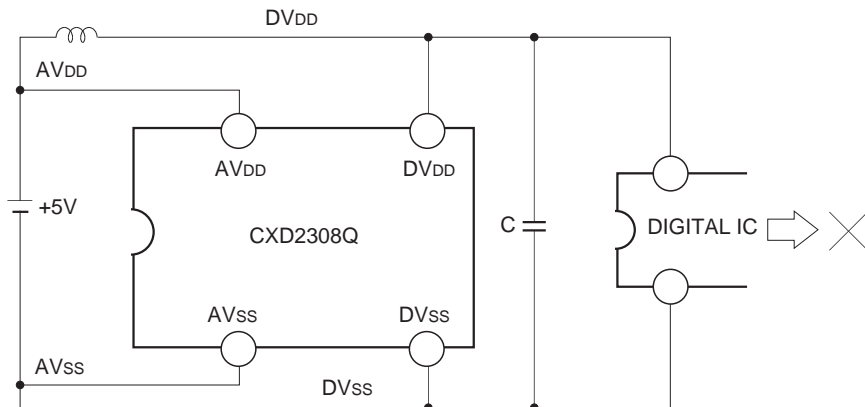 DVDD
AVDD
AVDD
DVDD
+5V
CXD2308Q
C
DIGITAL IC
AVSS
DVSS
AVSS
DVSS